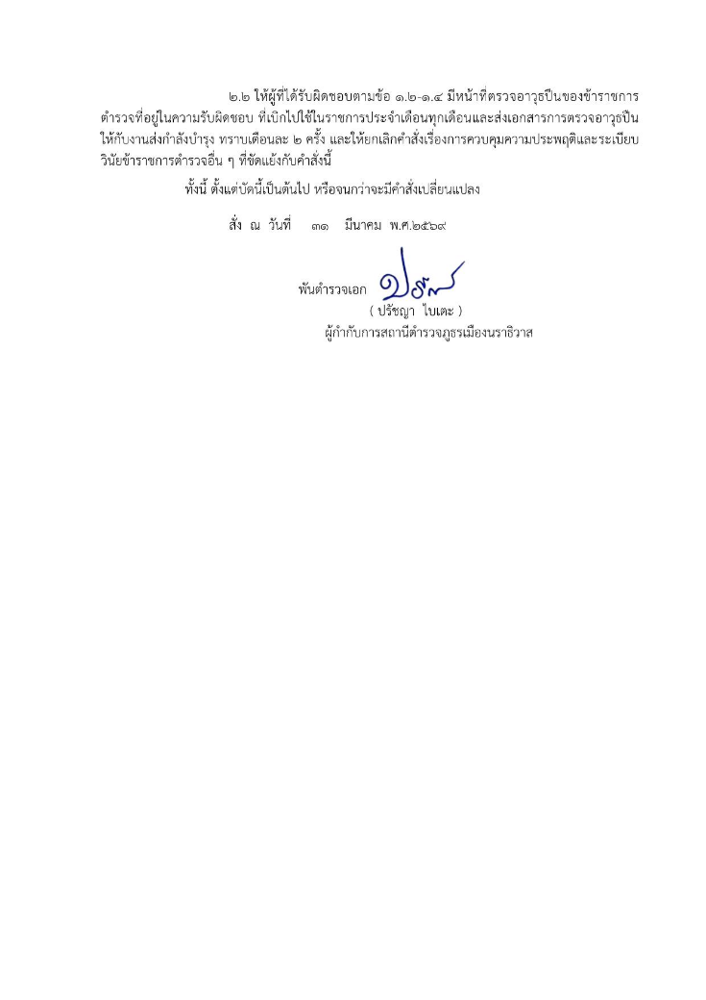 ๒.๒ ให้ผู้ที่ได้รับผิดชอบตามข้อ ๑.๒-๑.๔ มีหน้าที่ตรวจอาวุธปืนของข้าราชการ
ตำรวจที่อยู่ในความรับผิดชอบ ที่เบิกไปใช้ในราชการประจำเดือนทุกเดือนและส่งเอกสารการตรวจอาวุธปืน
ให้กับงานส่งกำลังบำรุง ทราบเดือนละ ๒ ครั้ง และให้ยกเลิกคำสั่งเรื่องการควบคุมความประพฤติและระเบียบ
วินัยข้าราชการตำรวจอื่น ๆ ที่ขัดแย้งกับคำสั่งนี้
ทั้งนี้ ตั้งแต่บัดนี้เป็นต้นไป หรือจนกว่าจะมีคำสั่งเปลี่ยนแปลง
สั่ง ณ วันที่ ๓๑ มีนาคม พ.ศ.๒๕๖๙
พันตำรวจเอก
( ปรัชญา ไบเตะ )
ผู้กำกับการสถานีตำรวจภูธรเมืองนราธิวาส